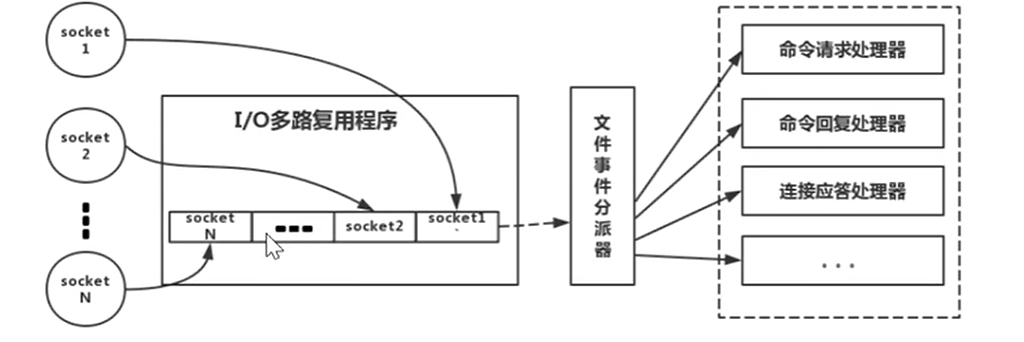 socket
1
socket
2
socket
N
I/O多路复用程序
socket
N
socket2
socket1
文件事件分派器
命令请求处理器
命令回复处理器
连接应答处理器
...